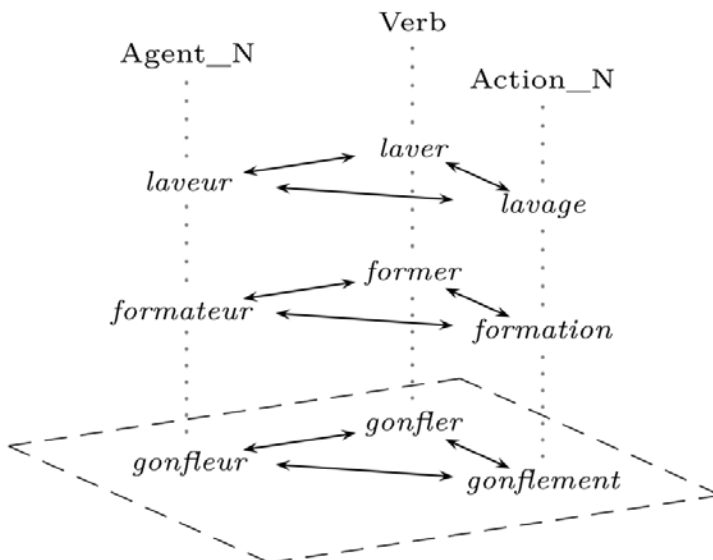 Verb
Agent_N
Action_N
laver
laveur
lavage
former
formateur
formation
gonfler
gonfleur
gonflement